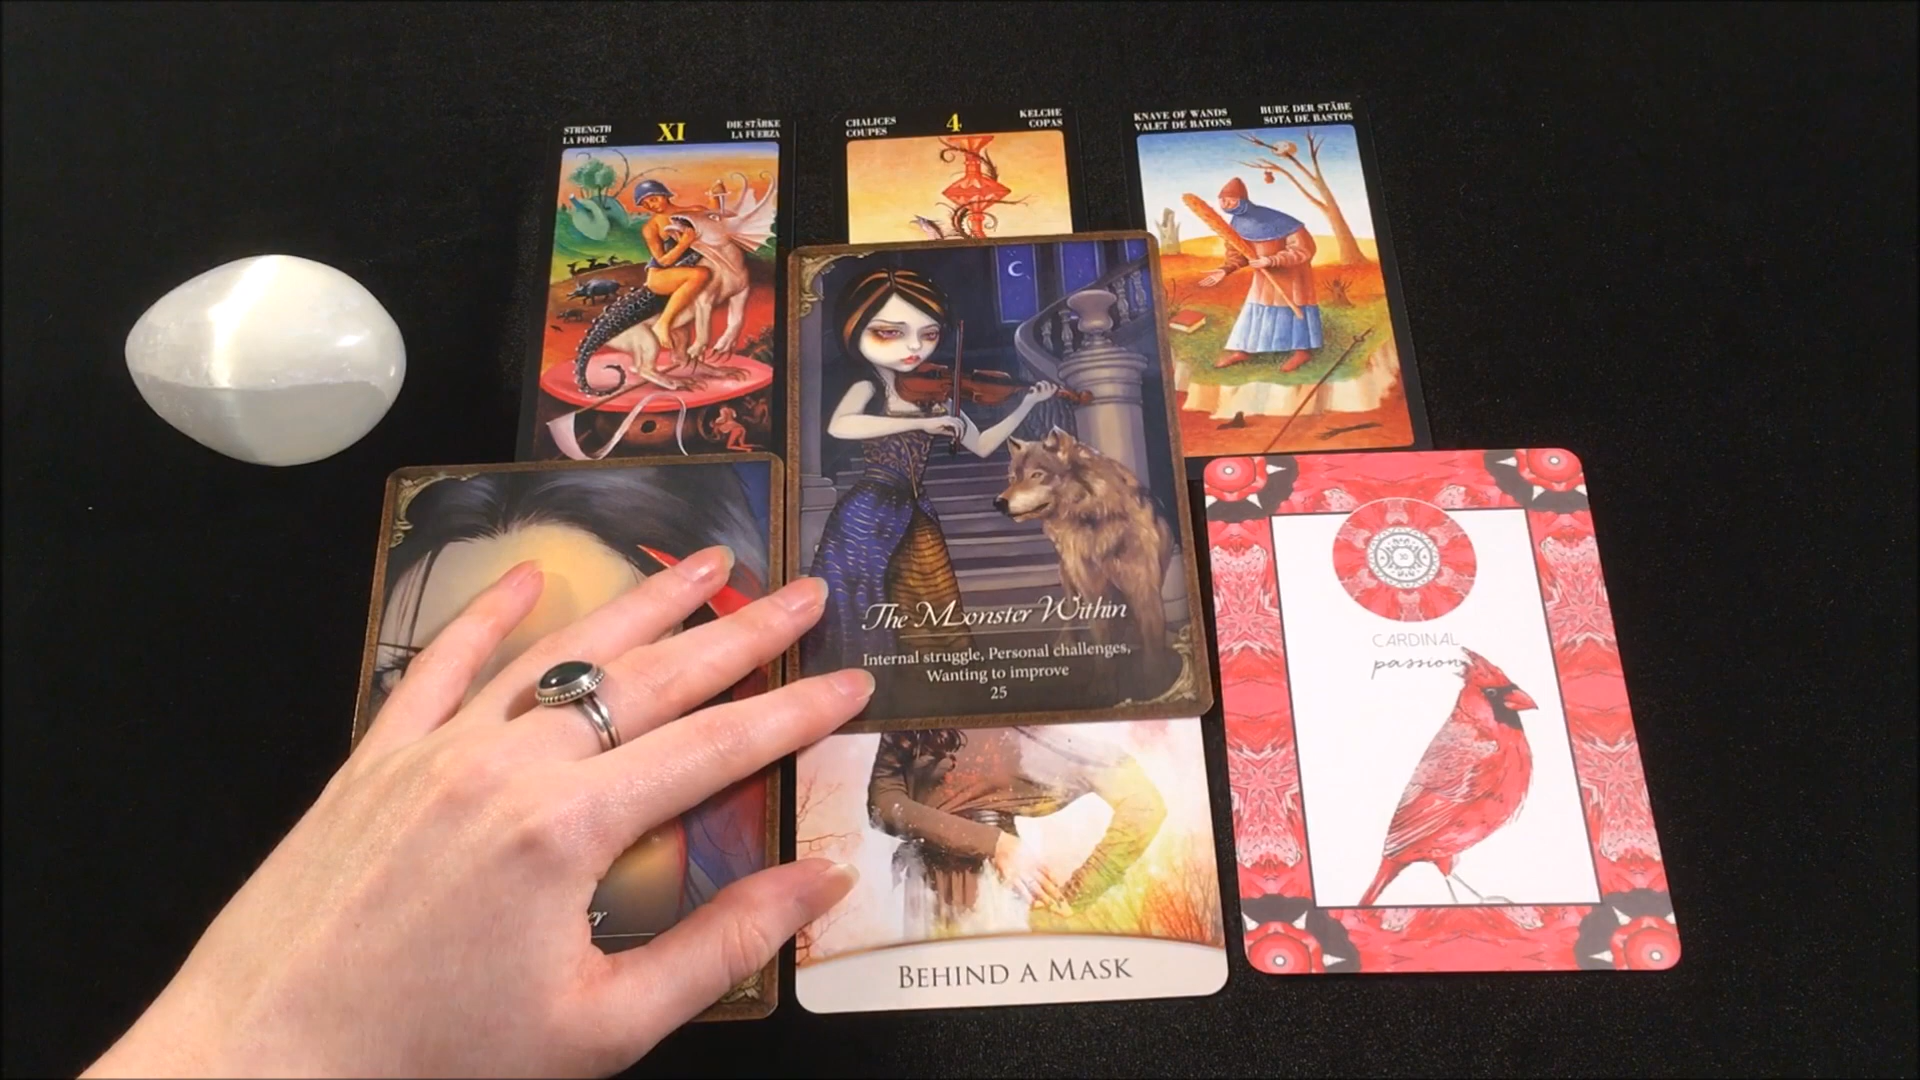 STRENGTH
LA FORCE
XI
DIE STÄRKE
LA FUERZA
CHALICES
COUPES
4
KELCHE
COPAS
KNAVE OF WANDS
VALET DE BATONS
BUBE DER STÄBE
SOTA DE BASTOS
The Monster Within
Internal struggle, Personal challenges,
Wanting to improve
25
CARDINAL
passion
BEHIND A MASK